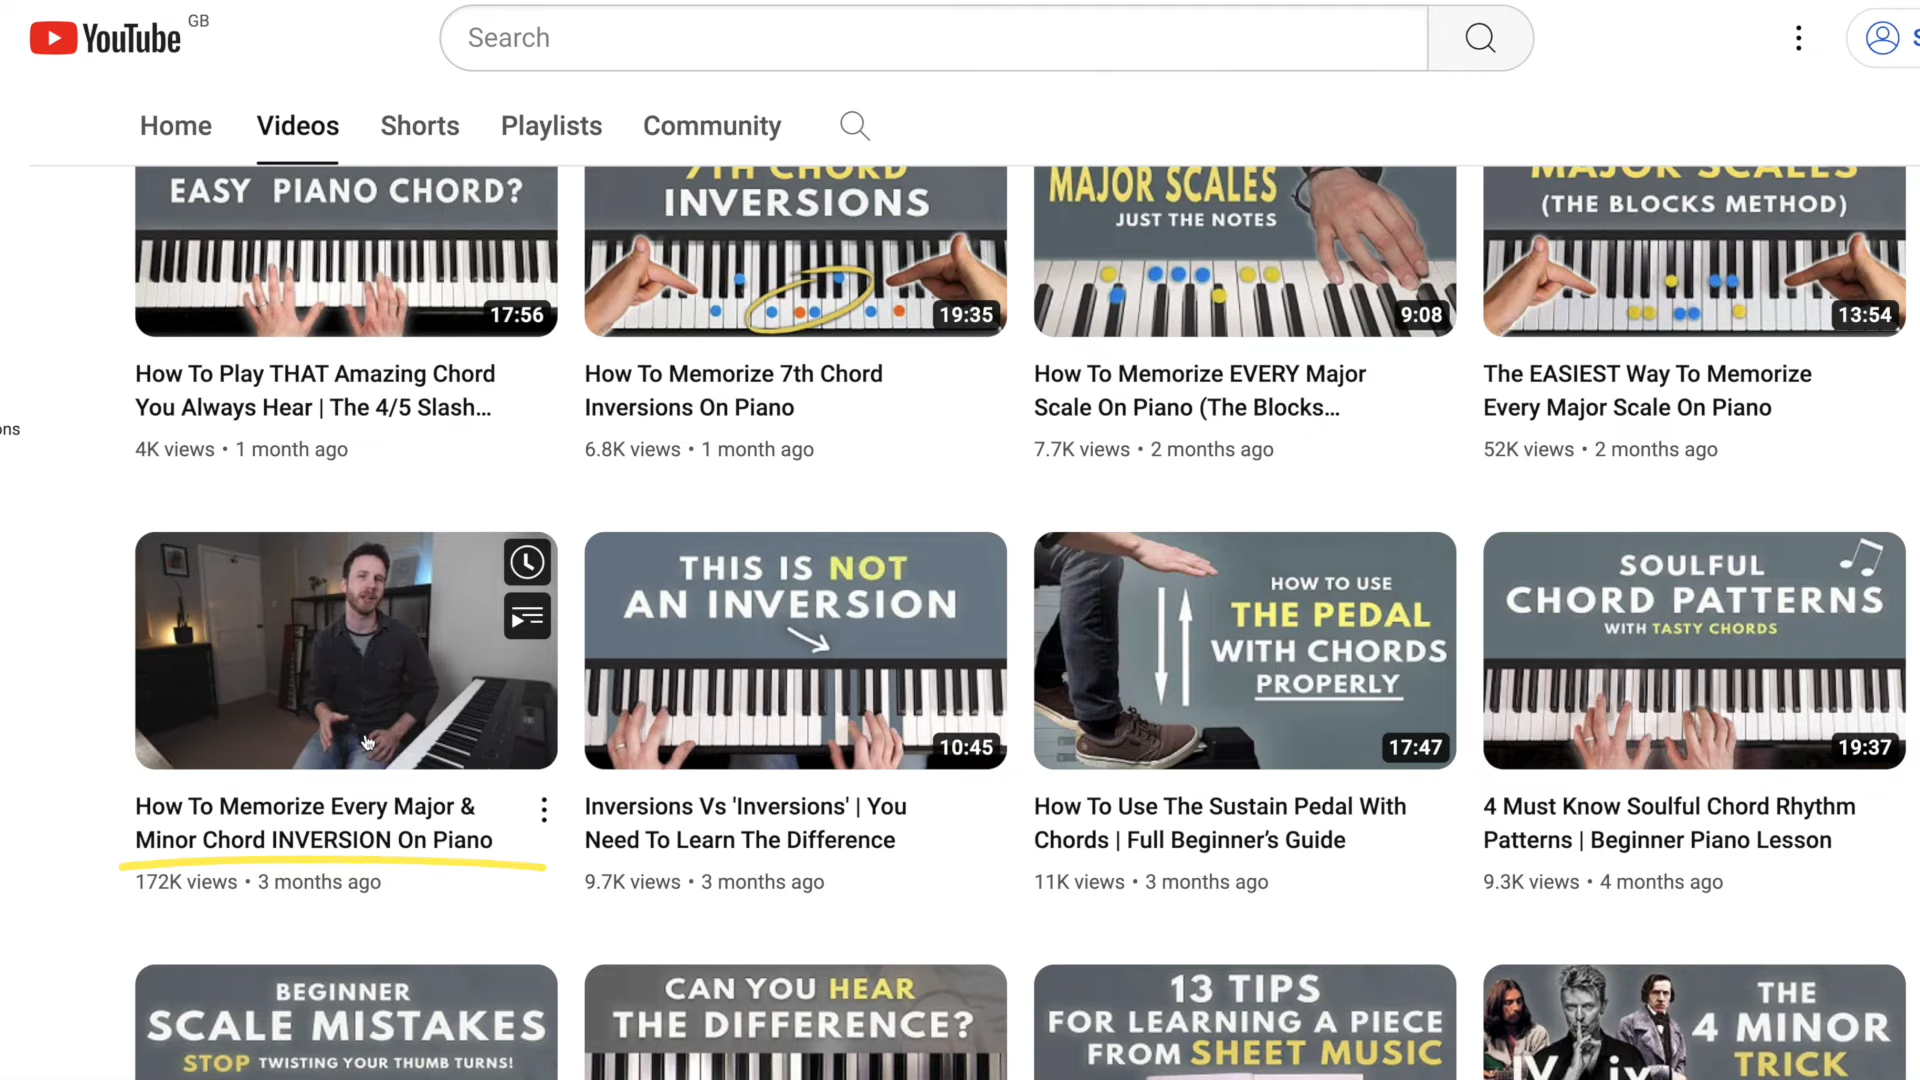 YouTube GB
Search
Home Videos Shorts Playlists Community
EASY PIANO CHORD?
17:56
7TH CHORD
INVERSIONS
19:35
MAJOR SCALES
JUST THE NOTES
9:08
MAJOR SCALES
(THE BLOCKS METHOD)
13:54
How To Play THAT Amazing Chord
You Always Hear | The 4/5 Slash...
4K views • 1 month ago
How To Memorize 7th Chord
Inversions On Piano
6.8K views • 1 month ago
How To Memorize EVERY Major
Scale On Piano (The Blocks...
7.7K views • 2 months ago
The EASIEST Way To Memorize
Every Major Scale On Piano
52K views • 2 months ago
THIS IS NOT
AN INVERSION
10:45
HOW TO USE
THE PEDAL
WITH CHORDS
PROPERLY
17:47
SOULFUL
CHORD PATTERNS
WITH TASTY CHORDS
19:37
How To Memorize Every Major &
Minor Chord INVERSION On Piano
172K views • 3 months ago
Inversions Vs 'Inversions' | You
Need To Learn The Difference
9.7K views • 3 months ago
How To Use The Sustain Pedal With
Chords | Full Beginner’s Guide
11K views • 3 months ago
4 Must Know Soulful Chord Rhythm
Patterns | Beginner Piano Lesson
9.3K views • 4 months ago
BEGINNER
SCALE MISTAKES
STOP TWISTING YOUR THUMB TURNS!
CAN YOU HEAR
THE DIFFERENCE?
13 TIPS
FOR LEARNING A PIECE
FROM SHEET MUSIC
THE
4 MINOR
TRICK
IV iv